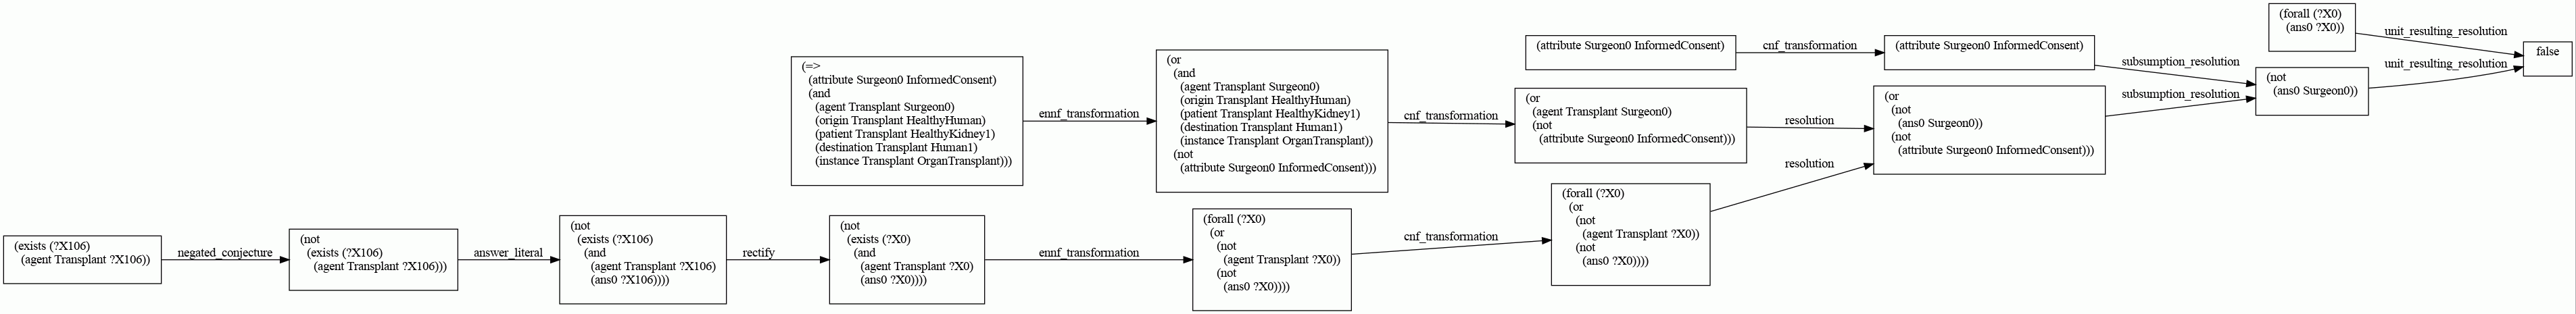 (exists (?X106)
(agent Transplant ?X106))
negated_conjecture
(not
(exists (?X106)
(agent Transplant ?X106)))
answer_literal
(not
(exists (?X106)
(and
(agent Transplant ?X106)
(ans0 ?X106))))
rectify
(not
(exists (?X0)
(and
(agent Transplant ?X0)
(ans0 ?X0))))
ennf_transformation
(forall (?X0)
(or
(not
(agent Transplant ?X0))
(not
(ans0 ?X0))))
cnf_transformation
(forall (?X0)
(or
(not
(agent Transplant ?X0))
(not
(ans0 ?X0))))
resolution
(=>
(attribute Surgeon0 InformedConsent)
(and
(agent Transplant Surgeon0)
(origin Transplant HealthyHuman)
(patient Transplant HealthyKidney1)
(destination Transplant Human1)
(instance Transplant OrganTransplant)))
ennf_transformation
(or
(and
(agent Transplant Surgeon0)
(origin Transplant HealthyHuman)
(patient Transplant HealthyKidney1)
(destination Transplant Human1)
(instance Transplant OrganTransplant))
(not
(attribute Surgeon0 InformedConsent)))
cnf_transformation
(or
(agent Transplant Surgeon0)
(not
(attribute Surgeon0 InformedConsent)))
resolution
(or
(not
(ans0 Surgeon0))
(not
(attribute Surgeon0 InformedConsent)))
subsumption_resolution
(attribute Surgeon0 InformedConsent)
cnf_transformation
(attribute Surgeon0 InformedConsent)
subsumption_resolution
(not
(ans0 Surgeon0))
unit_resulting_resolution
(forall (?X0)
(ans0 ?X0))
unit_resulting_resolution
false